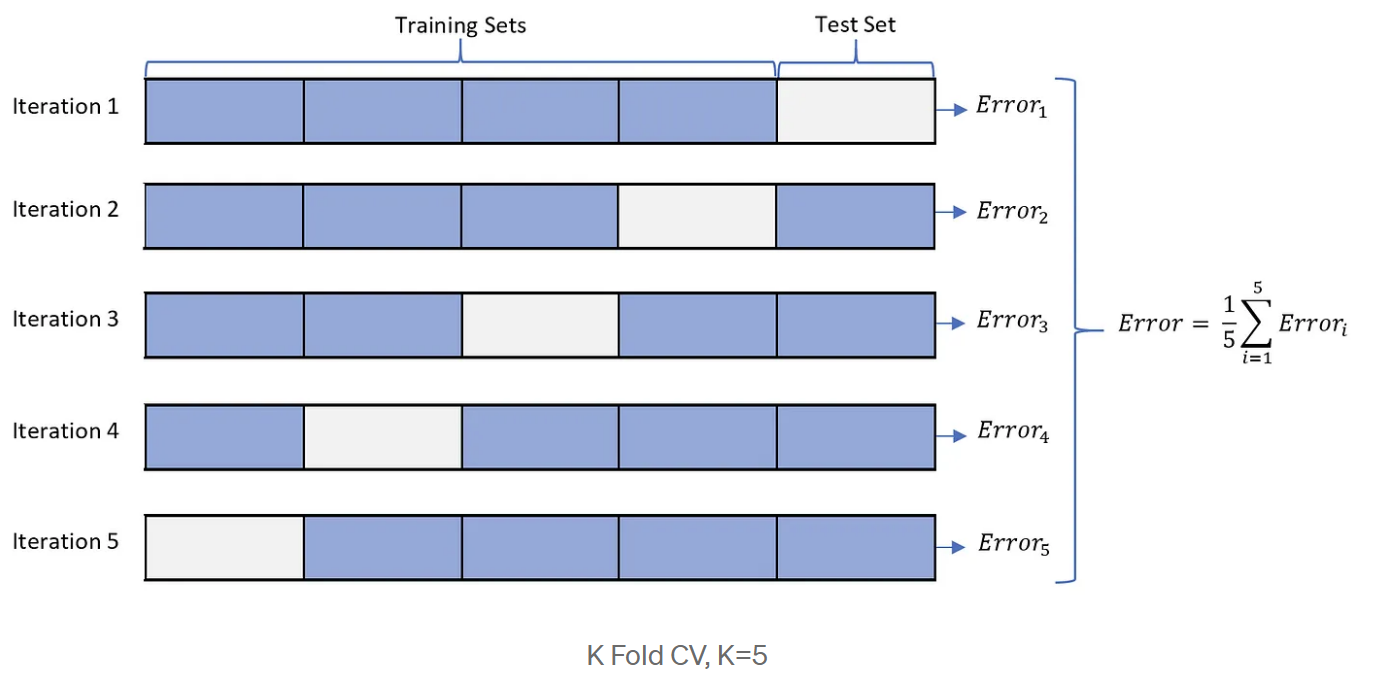 Training Sets
Test Set
Iteration 1
Error₁
Iteration 2
Error₂
Iteration 3
Error₃
Iteration 4
Error₄
Iteration 5
Error₅
Error = 1/5 ∑_{i=1}^{5} Errorᵢ
K Fold CV, K=5